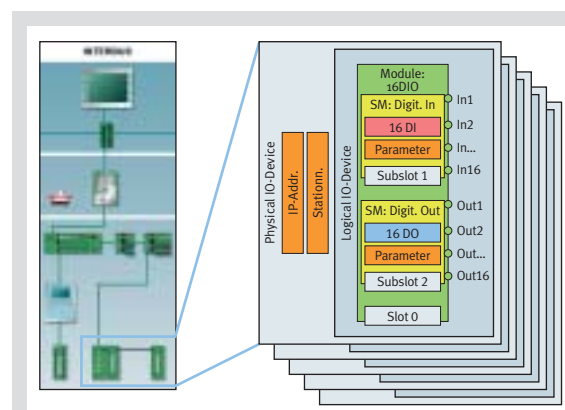 INTERBUS
Physical IO-Device
IP-Addr.
Stationn.
Logical IO-Device
Module:
16DIO
SM: Digit. In
16 DI
Parameter
Subslot 1
In1
In2
In...
In16
SM: Digit. Out
16 DO
Parameter
Subslot 2
Out1
Out2
Out...
Out16
Slot 0